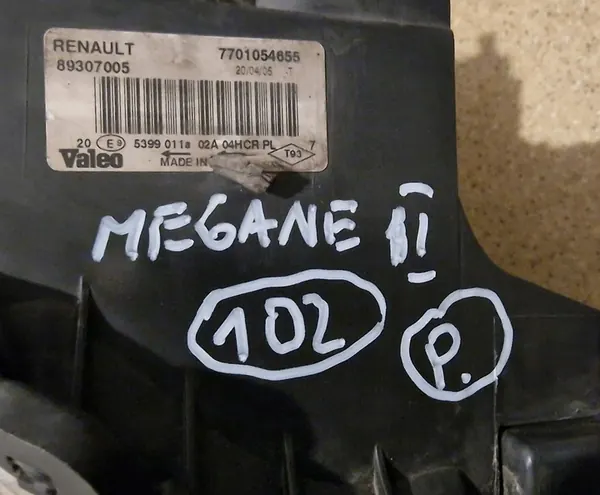 RENAULT 7701054655
89307005 20/04/05 T
20 E9 5399 011a 02A 04HCR PL 7
Valeo MADE IN T93
MEGANE II
102 P.